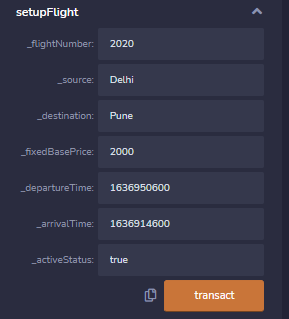 setupFlight
_flightNumber: 2020
_source: Delhi
_destination: Pune
_fixedBasePrice: 2000
_departureTime: 1636950600
_arrivalTime: 1636914600
_activeStatus: true
transact